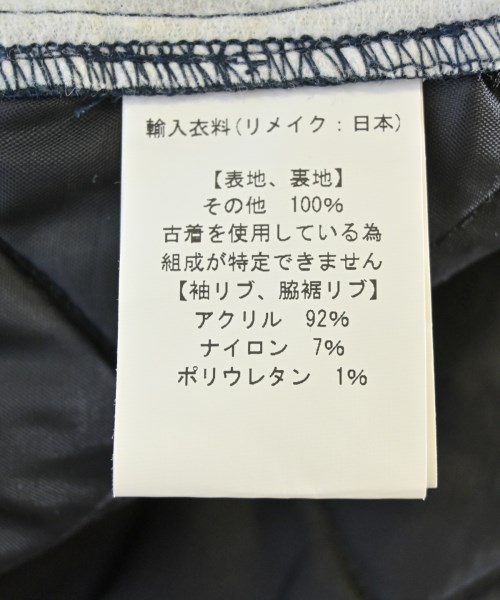 輸入衣料(リメイク：日本)
【表地、裏地】
その他 100%
古着を使用している為
組成が特定できません
【袖リブ、脇裾リブ】
アクリル 92%
ナイロン 7%
ポリウレタン 1%